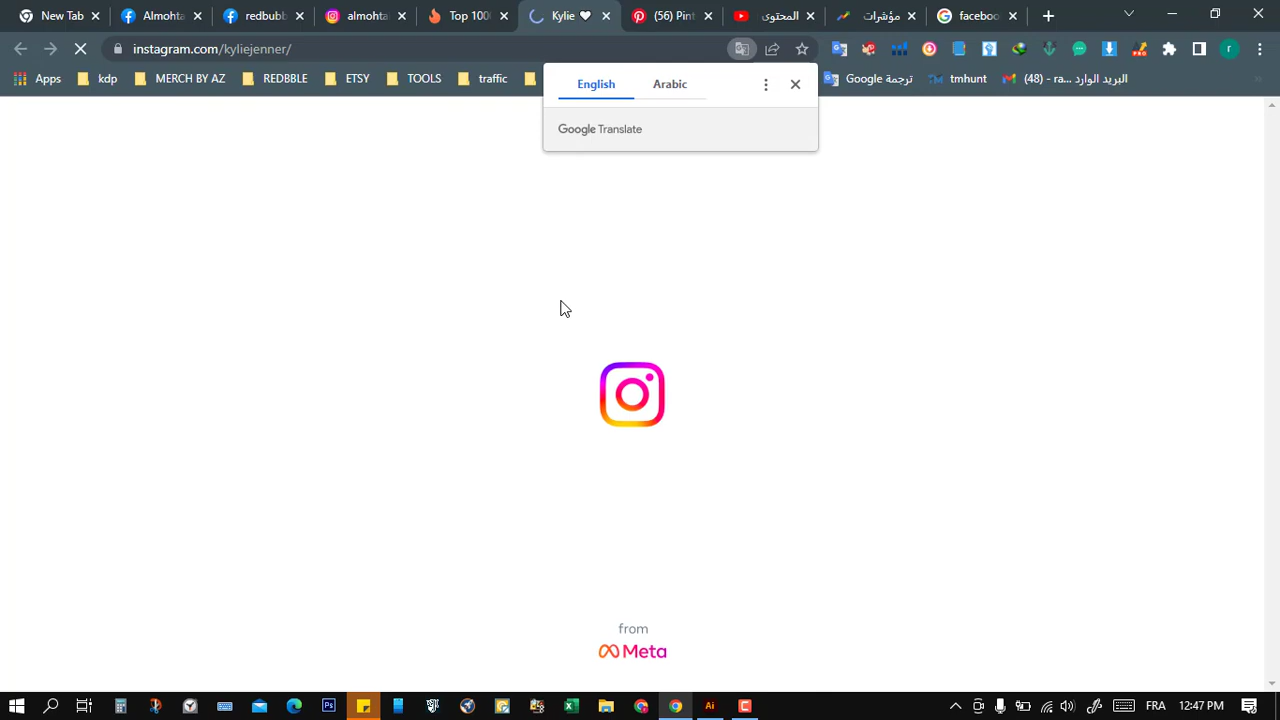 New Tab
Almohta
redbubb
almonta
Top 100
Kylie 🤍
(56) Pint
المحتوى
مؤشرات
faceboo
instagram.com/kyliejenner/
Apps
kdp
MERCH BY AZ
REDBBLE
ETSY
TOOLS
traffic
ترجمة Google
tmhunt
(48) - ra... البريد الوارد
English
Arabic
Google Translate
from
Meta
FRA
12:47 PM